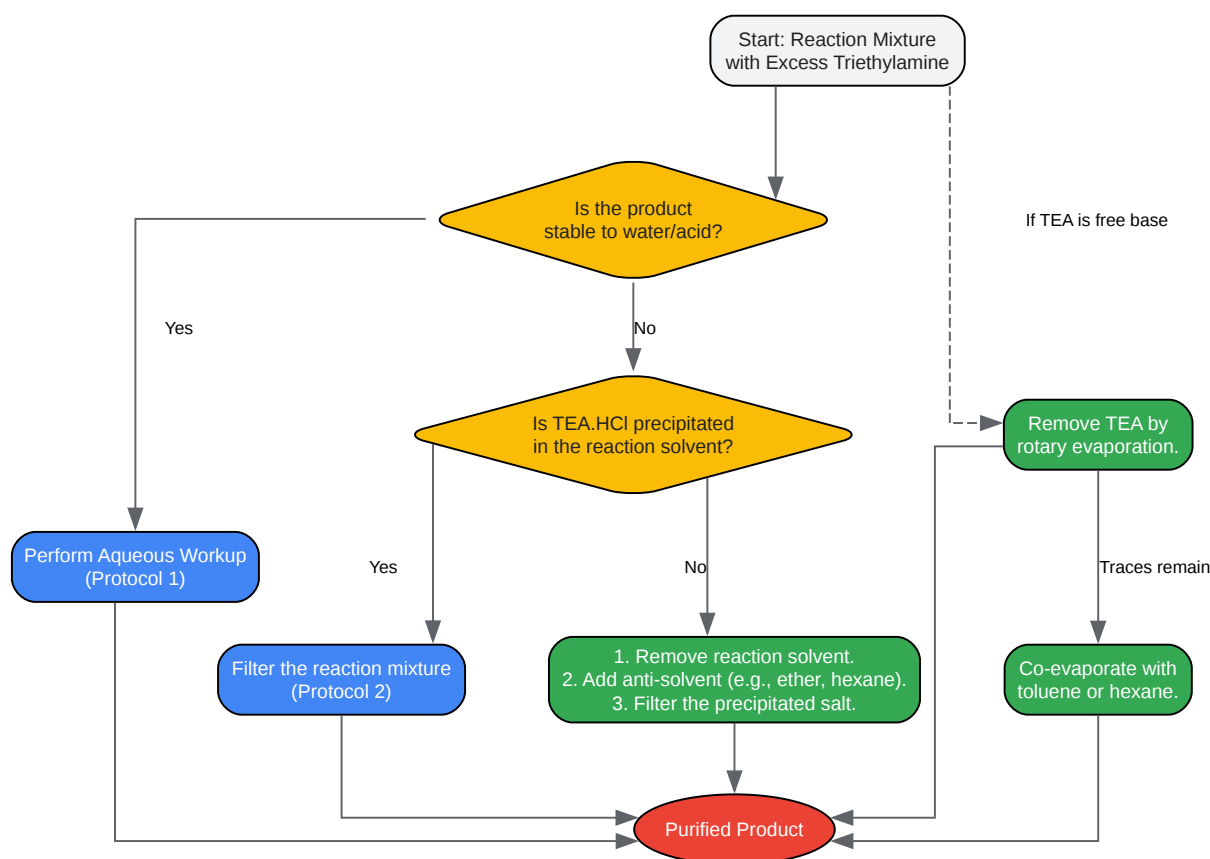 Start: Reaction Mixture
with Excess Triethylamine
Is the product
stable to water/acid?
If TEA is free base
Yes
No
Is TEA.HCl precipitated
in the reaction solvent?
Remove TEA by
rotary evaporation.
Perform Aqueous Workup
(Protocol 1)
Yes
No
Traces remain
Filter the reaction mixture
(Protocol 2)
1. Remove reaction solvent.
2. Add anti-solvent (e.g., ether, hexane).
3. Filter the precipitated salt.
Co-evaporate with
toluene or hexane.
Purified Product